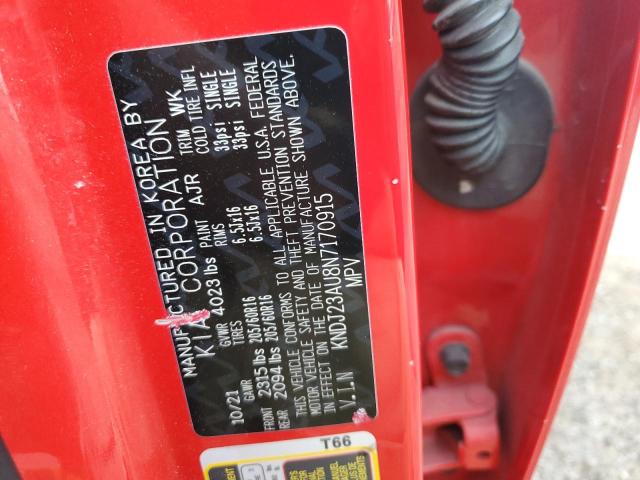 MANUFACTURED IN KOREA BY
KIA CORPORATION
10/21 GVWR 4023 lbs PAINT AJR TRIM WK
GAWR TIRES RIMS COLD TIRE INFL
FRONT 2315 lbs 205/60R16 6.5Jx16 33psi SINGLE
REAR 2094 lbs 205/60R16 6.5Jx16 33psi SINGLE
THIS VEHICLE CONFORMS TO ALL APPLICABLE U.S.A. FEDERAL
MOTOR VEHICLE SAFETY AND THEFT PREVENTION STANDARDS
IN EFFECT ON THE DATE OF MANUFACTURE SHOWN ABOVE.
V.I.N KNDJ23AU8N7170915
MPV
T66